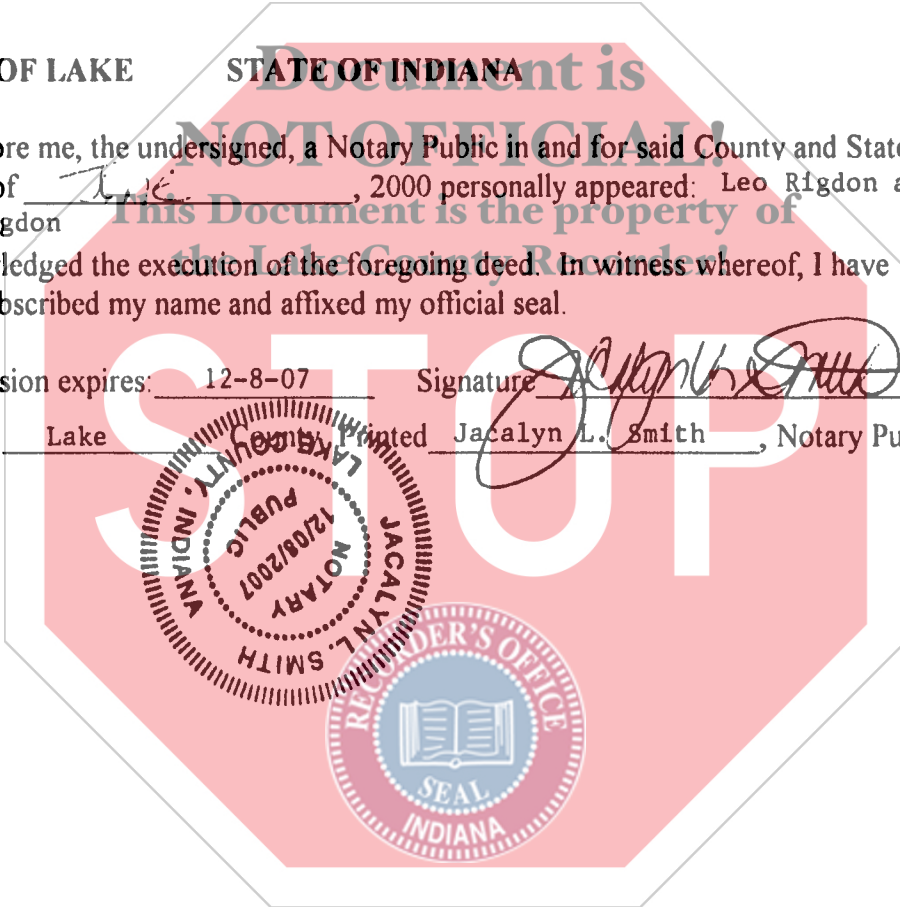 OF LAKE STATE OF INDIANA
Document is
NOT OFFICIAL!
ore me, the undersigned, a Notary Public in and for said County and State
of , 2000 personally appeared: Leo Rigdon a
This Document is the property of
gdon
the Lake County Recorder!
ledged the execution of the foregoing deed. In witness whereof, I have
bscribed my name and affixed my official seal.
STOP
sion expires: 12-8-07 Signature
Lake County Printed Jacalyn L. Smith, Notary Pu
JACALYN L. SMITH
LAKE COUNTY, INDIANA
NOTARY
12/08/2007
PUBLIC
RECORDER'S OFFICE
SEAL
INDIANA